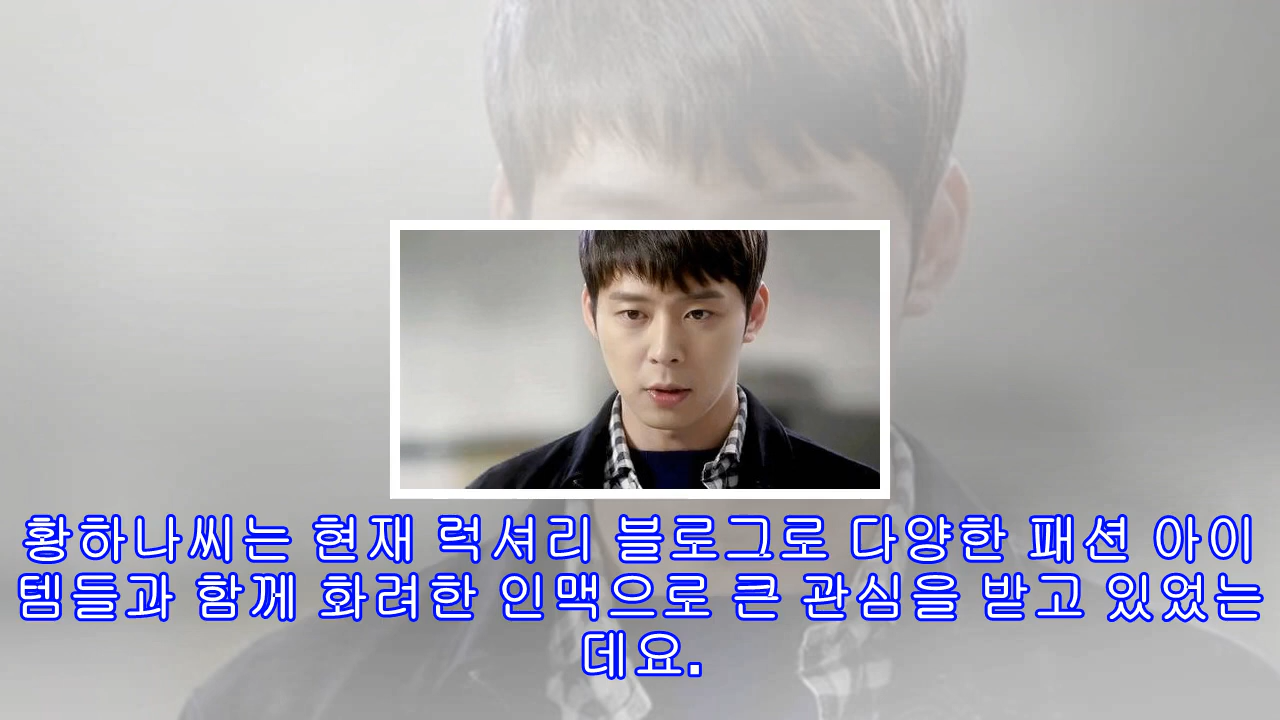 황하나씨는 현재 럭셔리 블로그로 다양한 패션 아이
템들과 함께 화려한 인맥으로 큰 관심을 받고 있었는
데요.